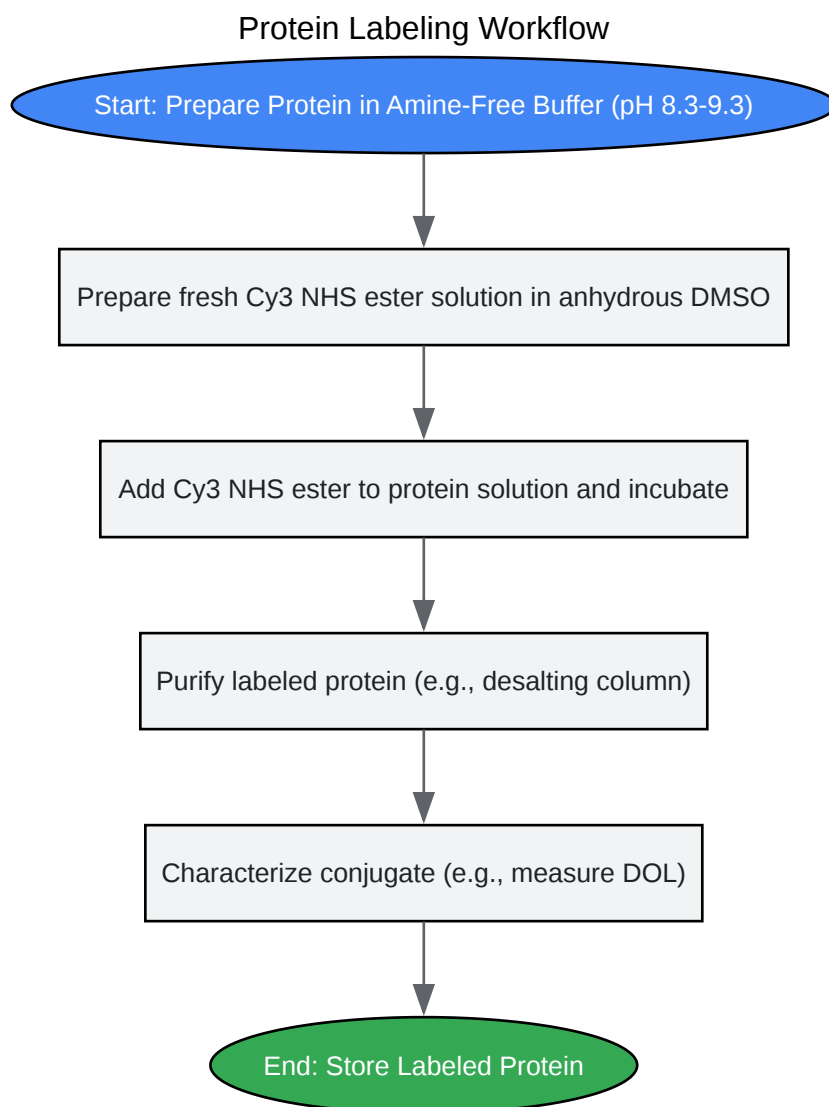 Protein Labeling Workflow
Start: Prepare Protein in Amine-Free Buffer (pH 8.3-9.3)
Prepare fresh Cy3 NHS ester solution in anhydrous DMSO
Add Cy3 NHS ester to protein solution and incubate
Purify labeled protein (e.g., desalting column)
Characterize conjugate (e.g., measure DOL)
End: Store Labeled Protein